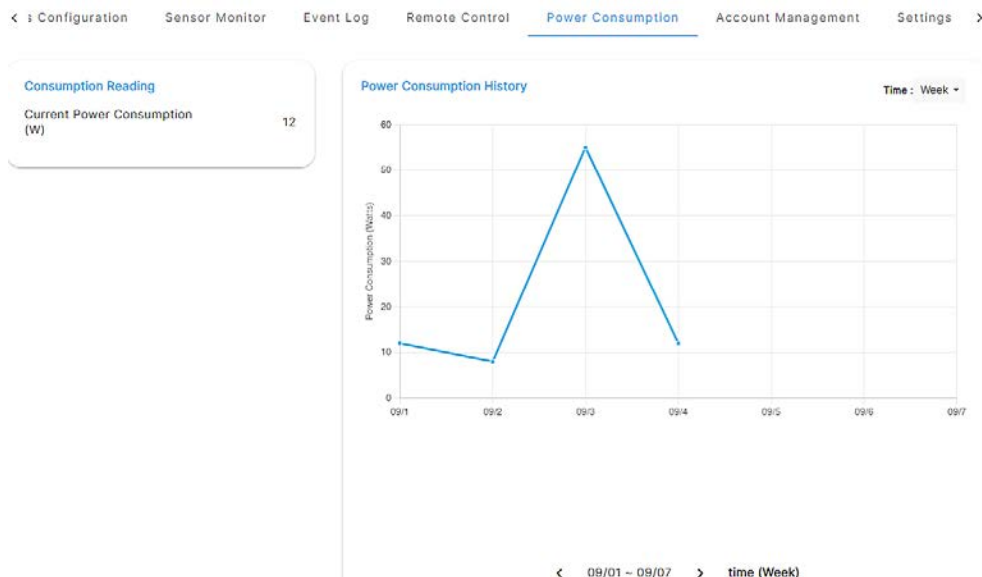 s Configuration Sensor Monitor Event Log Remote Control Power Consumption Account Management Settings
Consumption Reading
Current Power Consumption
(W)
12
Power Consumption History
Time : Week
Power Consumption (Watts)
60
50
40
30
20
10
0
09/1 09/2 09/3 09/4 09/5 09/6 09/7
09/01 ~ 09/07 time (Week)